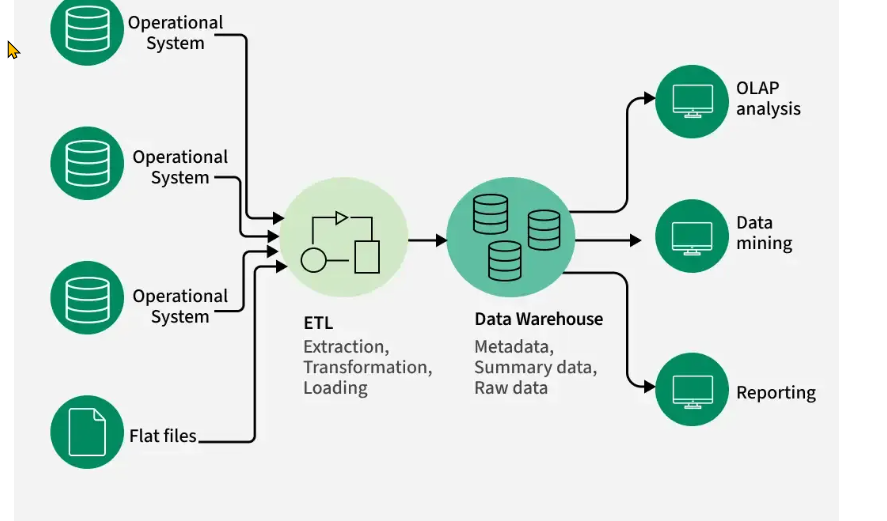 Operational
System
Operational
System
Operational
System
Flat files
ETL
Extraction,
Transformation,
Loading
Data Warehouse
Metadata,
Summary data,
Raw data
OLAP
analysis
Data
mining
Reporting